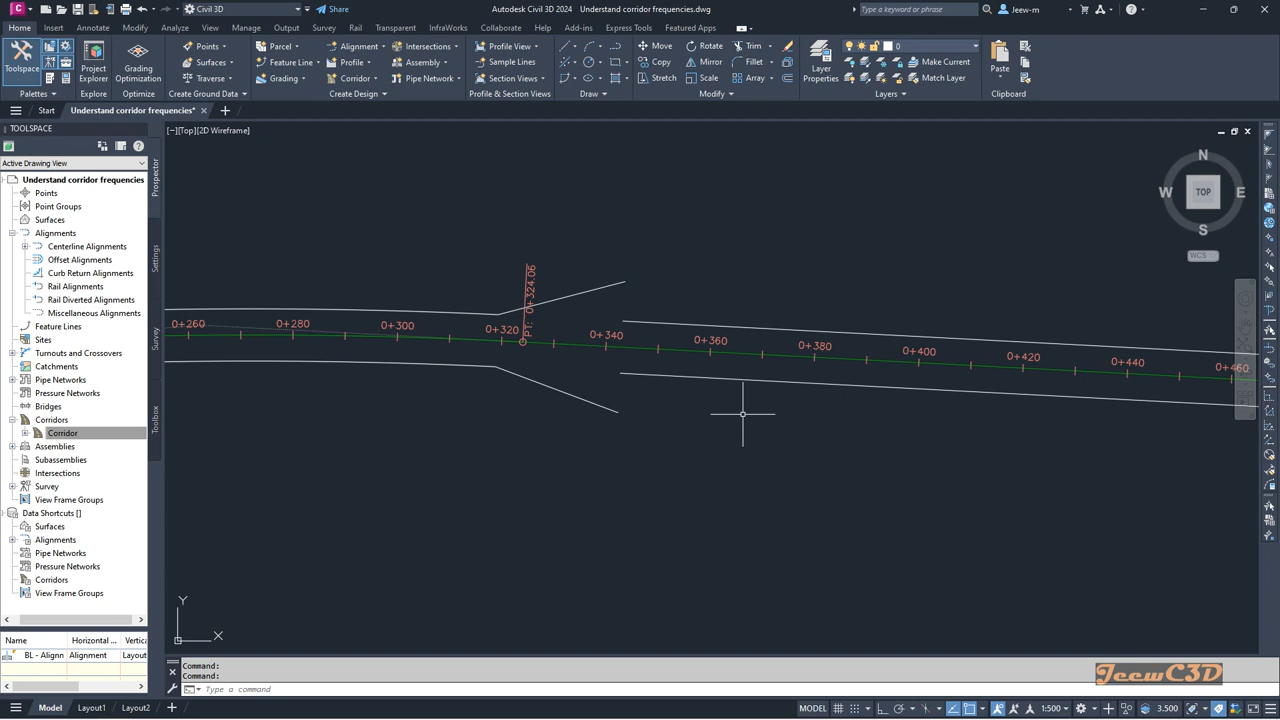 Civil 3D
Share
Autodesk Civil 3D 2024 Understand corridor frequencies.dwg
Type a keyword or phrase
Jeew-m
Home Insert Annotate Modify Analyze View Manage Output Survey Rail Transparent InfraWorks Collaborate Help Add-ins Express Tools Featured Apps
Toolspace
Project Explorer
Grading Optimization
Points
Surfaces
Traverse
Parcel
Feature Line
Grading
Alignment
Profile
Corridor
Intersections
Assembly
Pipe Network
Profile View
Sample Lines
Section Views
Move
Copy
Stretch
Rotate
Mirror
Scale
Trim
Fillet
Array
Layer Properties
0
Make Current
Match Layer
Paste
Palettes Explore Optimize Create Ground Data Create Design Profile & Section Views Draw Modify Layers Clipboard
Start Understand corridor frequencies*
TOOLSPACE
Active Drawing View
Understand corridor frequencies
Points
Point Groups
Surfaces
Alignments
Centerline Alignments
Offset Alignments
Curb Return Alignments
Rail Alignments
Rail Diverted Alignments
Feature Lines
Sites
Turnouts and Crossovers
Catchments
Pipe Networks
Pressure Networks
Bridges
Corridors
Corridor
Assemblies
Subassemblies
Intersections
Survey
View Frame Groups
Data Shortcuts []
Surfaces
Alignments
Pipe Networks
Pressure Networks
Corridors
View Frame Groups
Name Horizontal ... Vertica
BL - Alignn Alignment Layout
Prospector
Settings
Survey
Toolbox
[−][Top][2D Wireframe]
N
W TOP E
S
WCS
0+260 0+280 0+300 0+320 0+340 0+360 0+380 0+400 0+420 0+440 0+460
PT: 0+324.06
Y
X
Command:
Command:
Type a command
JeewC3D
Model Layout1 Layout2
MODEL
1:500
3.500